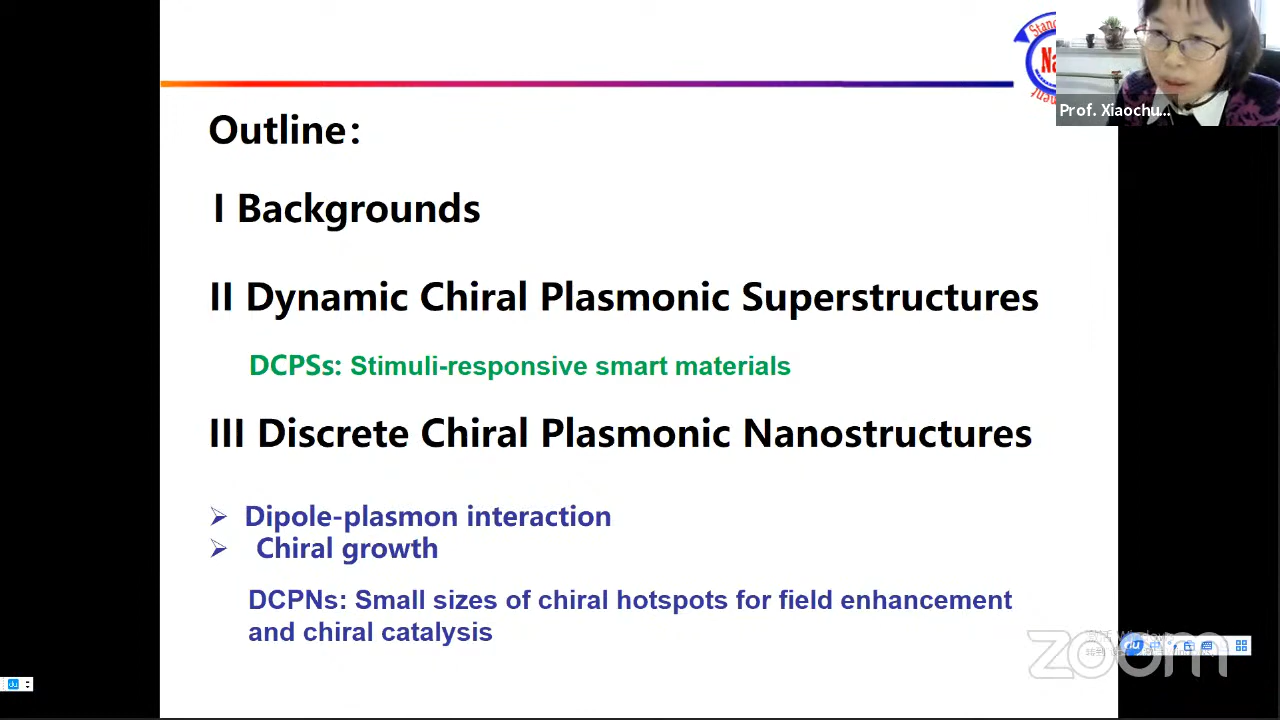 Prof. Xiaochu...
Outline:
I Backgrounds
II Dynamic Chiral Plasmonic Superstructures
DCPSs: Stimuli-responsive smart materials
III Discrete Chiral Plasmonic Nanostructures
➢ Dipole-plasmon interaction
➢ Chiral growth
DCPNs: Small sizes of chiral hotspots for field enhancement
and chiral catalysis
zoom